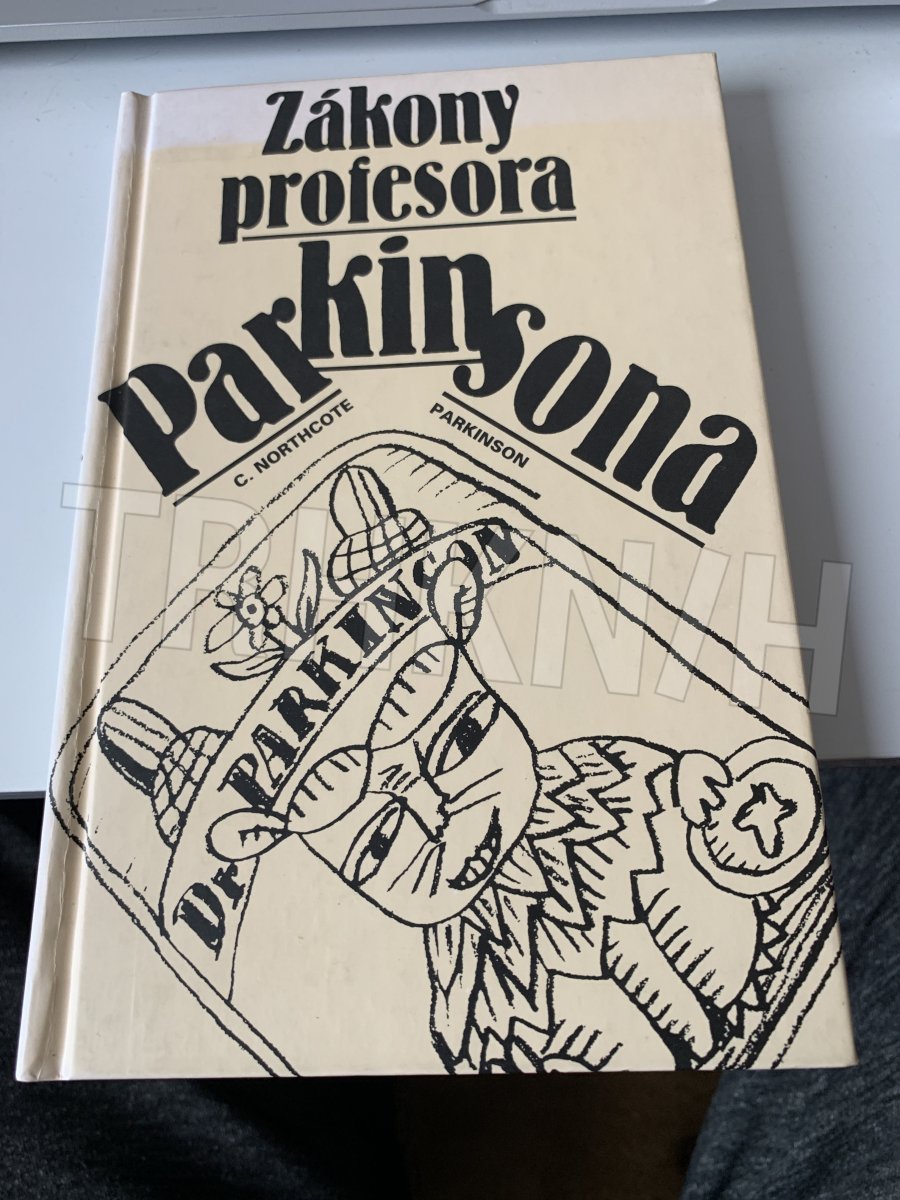 Zákony
profesora
Parkinsona
C. NORTHCOTE PARKINSON
Dr PARKINSON